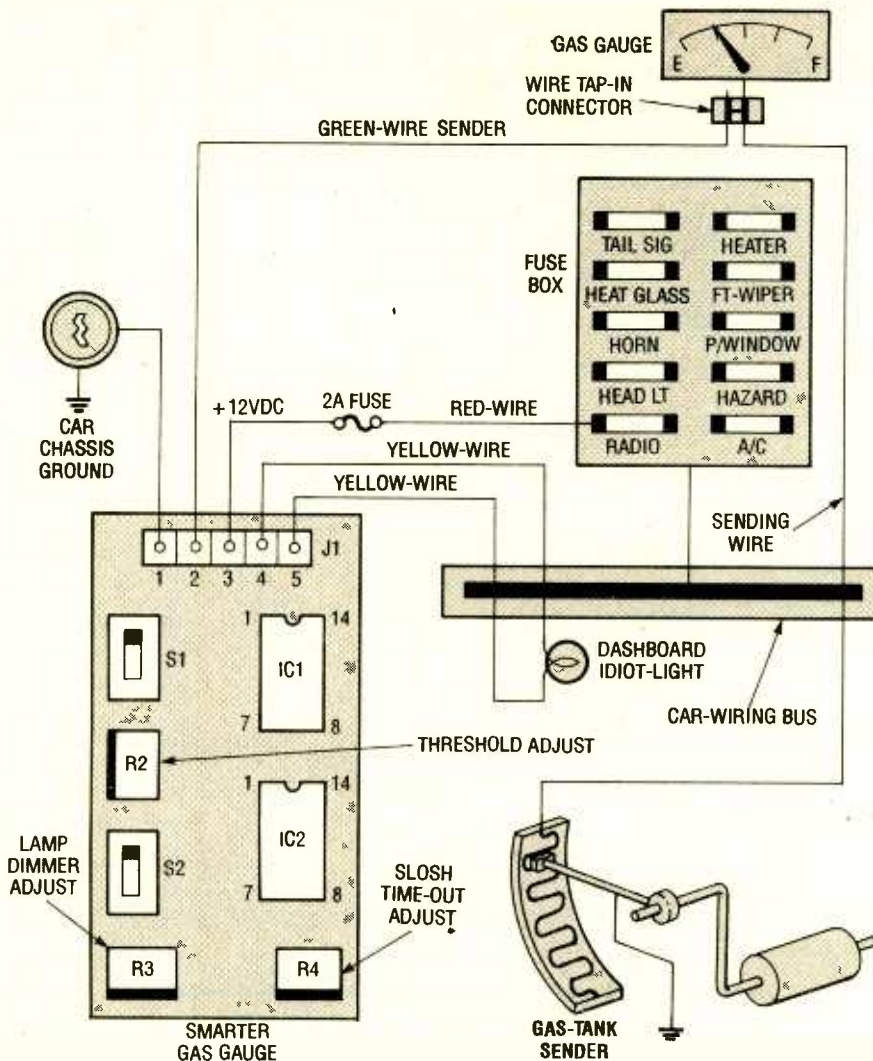 GAS GAUGE
E
F
WIRE TAP-IN
CONNECTOR
GREEN-WIRE SENDER
FUSE
BOX
TAIL SIG
HEATER
HEAT GLASS
FT-WIPER
HORN
P/WINDOW
HEAD LT
HAZARD
RADIO
A/C
CAR
CHASSIS
GROUND
+12VDC
2A FUSE
RED-WIRE
YELLOW-WIRE
YELLOW-WIRE
SENDING
WIRE
J1
1 2 3 4 5
S1
1 14
IC1
7 8
DASHBOARD
IDIOT-LIGHT
CAR-WIRING BUS
R2
THRESHOLD ADJUST
1 14
IC2
7 8
LAMP
DIMMER
ADJUST
S2
SLOSH
TIME-OUT
ADJUST
R3
R4
SMARTER
GAS GAUGE
GAS-TANK
SENDER